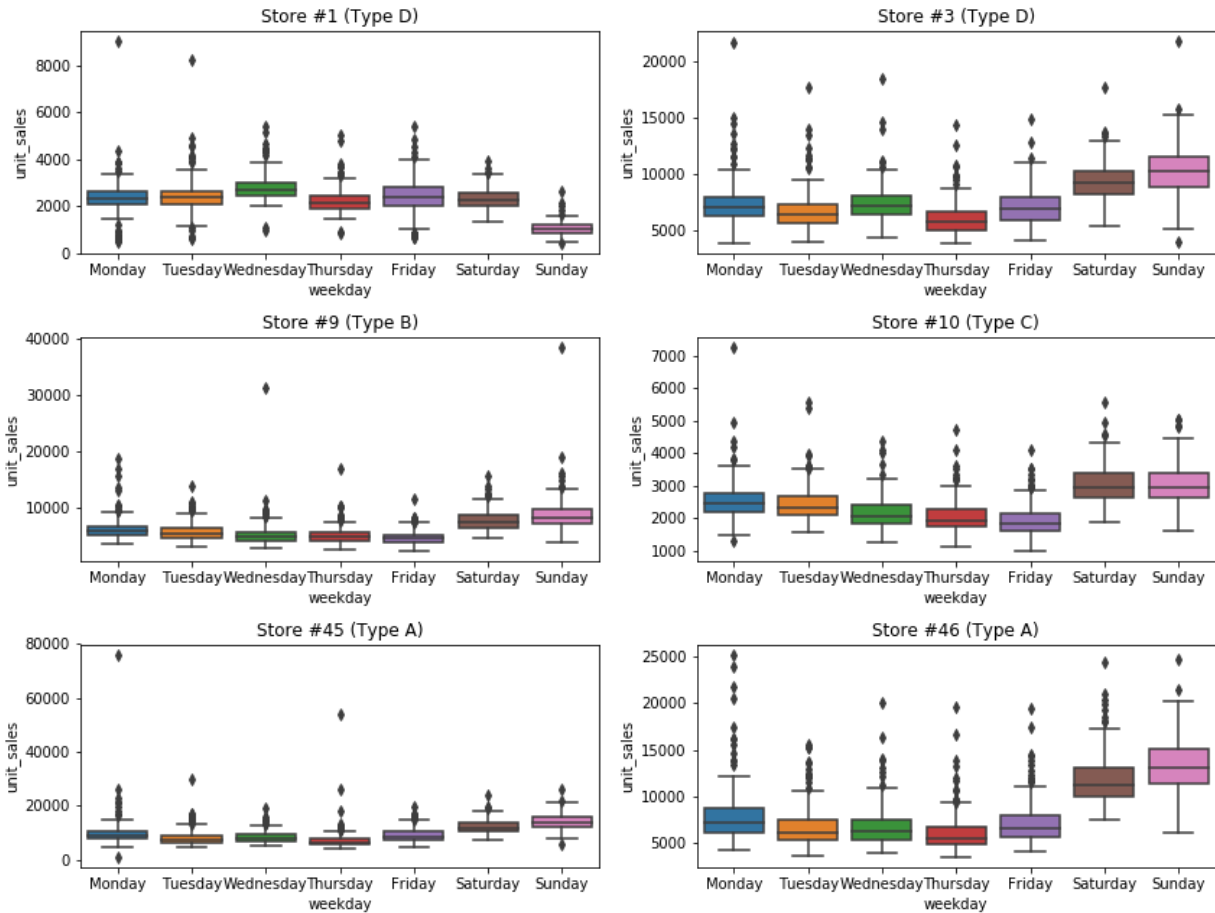 Store #1 (Type D)
unit_sales
8000
6000
4000
2000
0
Monday Tuesday Wednesday Thursday Friday Saturday Sunday
weekday
Store #3 (Type D)
unit_sales
20000
15000
10000
5000
Monday Tuesday Wednesday Thursday Friday Saturday Sunday
weekday
Store #9 (Type B)
unit_sales
40000
30000
20000
10000
Monday Tuesday Wednesday Thursday Friday Saturday Sunday
weekday
Store #10 (Type C)
unit_sales
7000
6000
5000
4000
3000
2000
1000
Monday Tuesday Wednesday Thursday Friday Saturday Sunday
weekday
Store #45 (Type A)
unit_sales
80000
60000
40000
20000
0
Monday Tuesday Wednesday Thursday Friday Saturday Sunday
weekday
Store #46 (Type A)
unit_sales
25000
20000
15000
10000
5000
Monday Tuesday Wednesday Thursday Friday Saturday Sunday
weekday